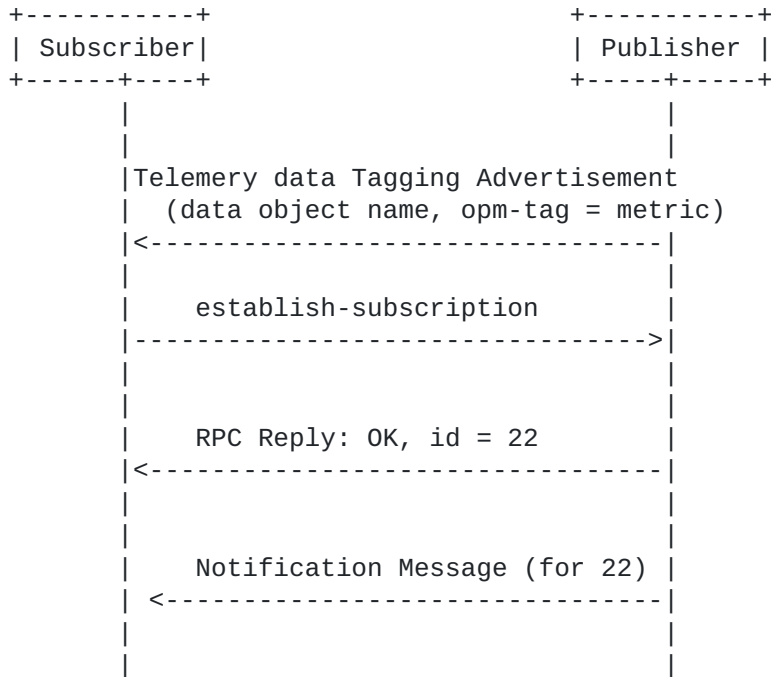 Subscriber Publisher
Telemery data Tagging Advertisement
(data object name, opm-tag = metric)
establish-subscription
RPC Reply: OK, id = 22
Notification Message (for 22)